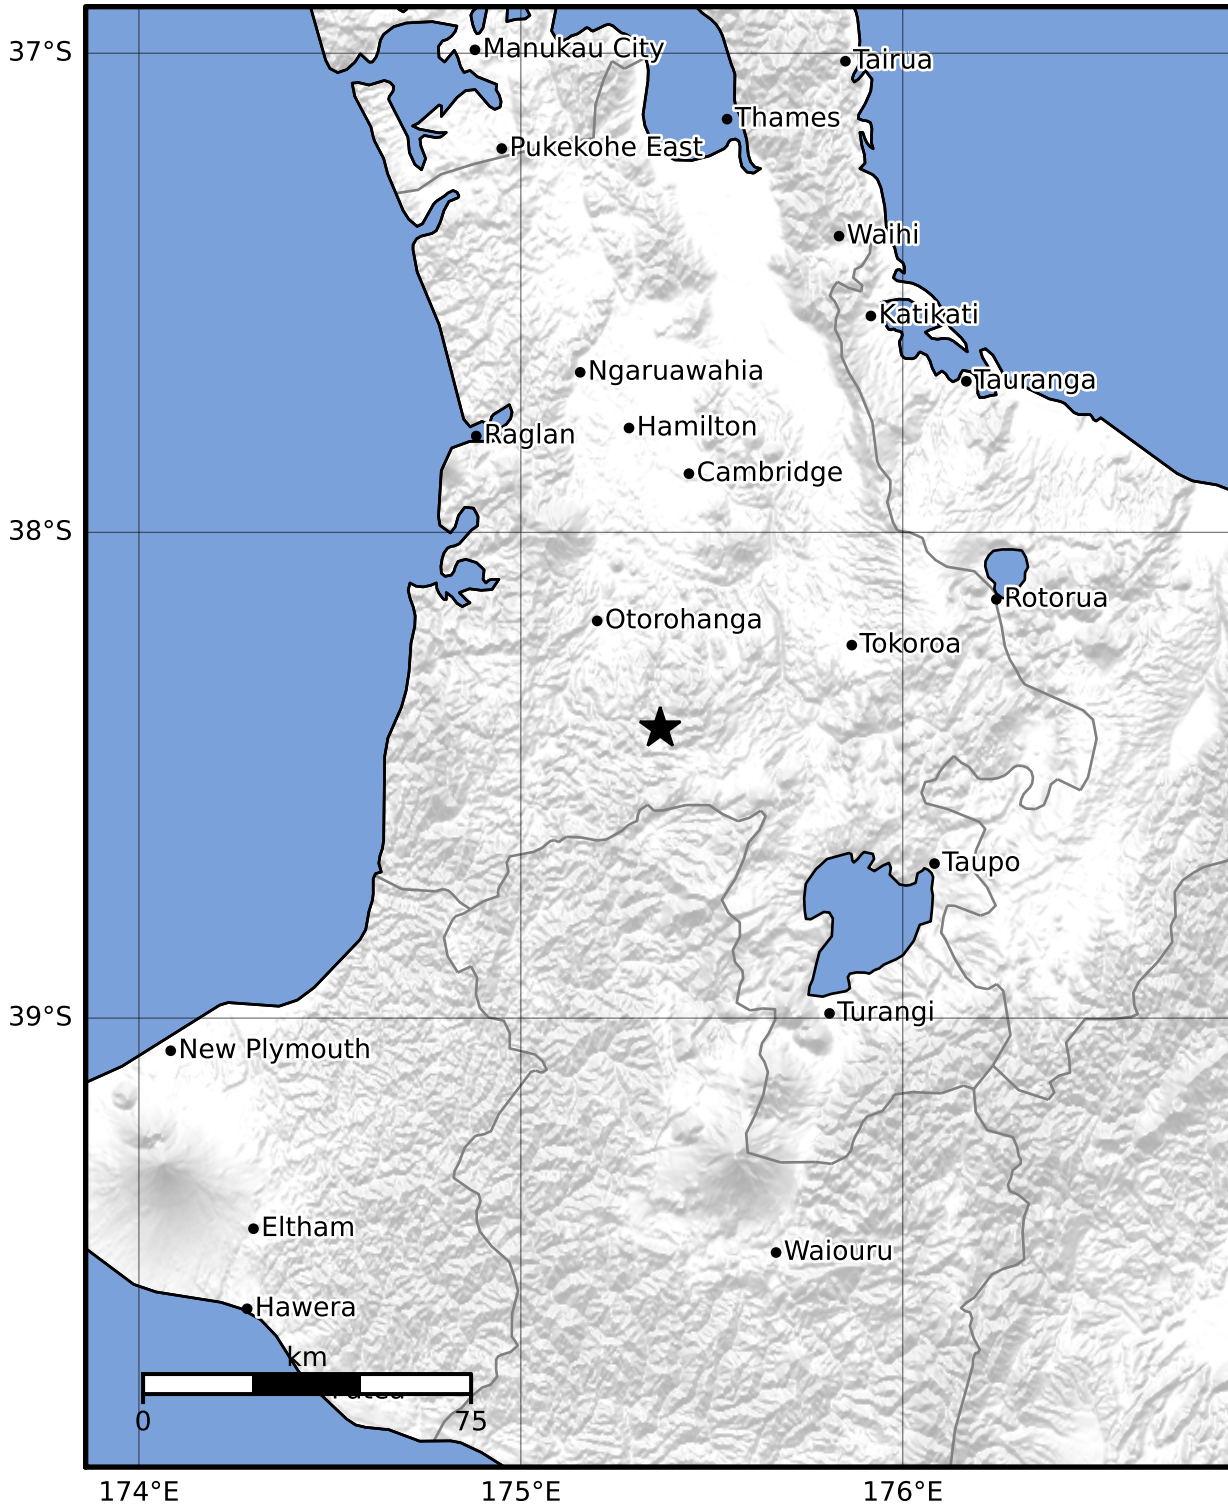 37°S
Manukau City
Tairua
Thames
Pukekohe East
Waihi
Katikati
Ngaruawahia
Tauranga
Hamilton
Raglan
Cambridge
38°S
Rotorua
Otorohanga
Tokoroa
Taupo
39°S
Turangi
New Plymouth
Eltham
Waiouru
Hawera
km
0
75
174°E
175°E
176°E